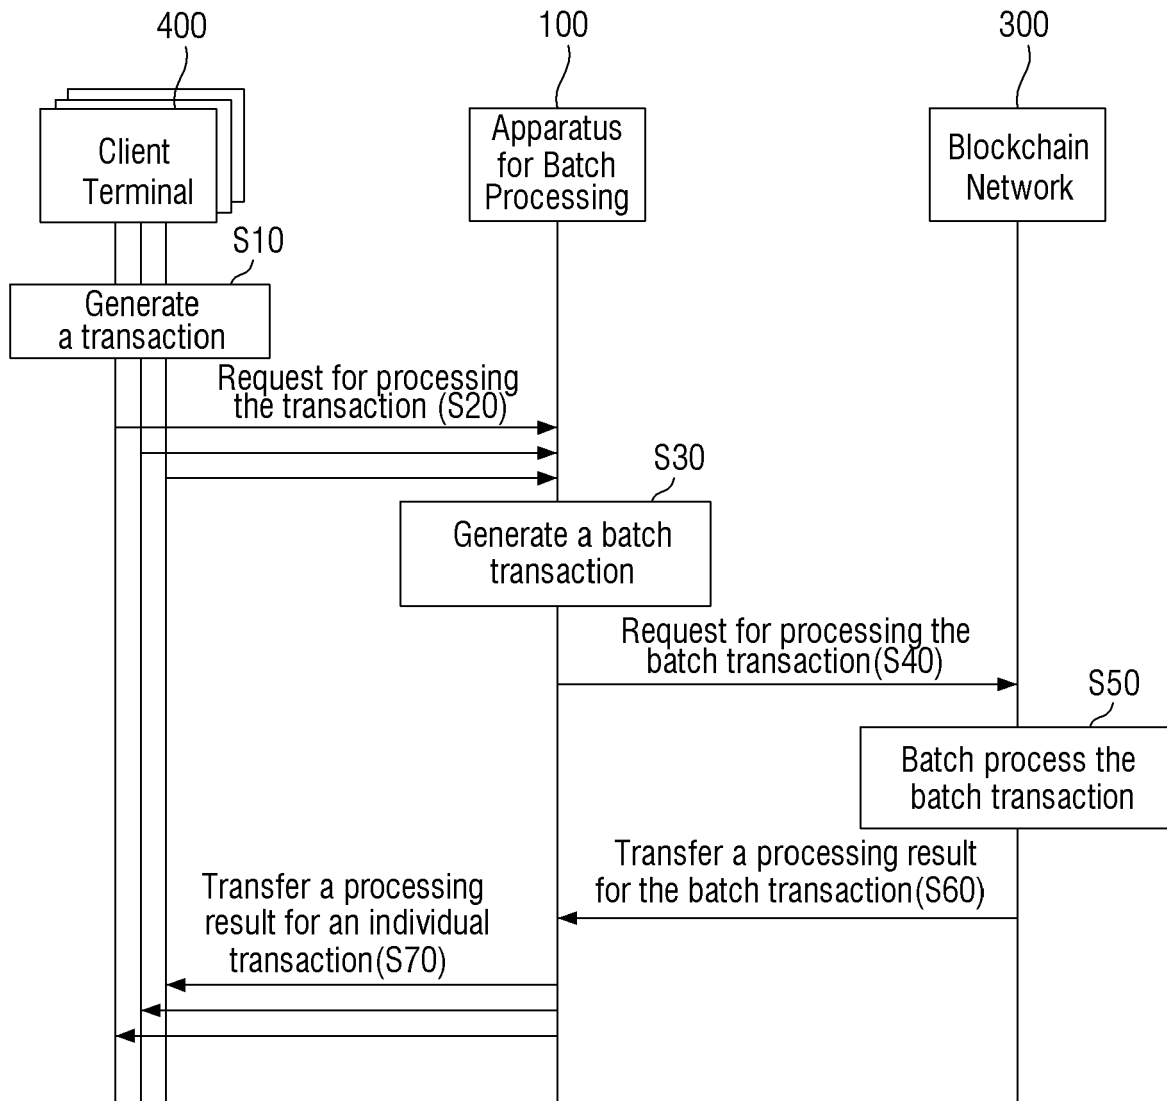 400
100
300
Client
Terminal
Apparatus
for Batch
Processing
Blockchain
Network
S10
Generate
a transaction
Request for processing
the transaction (S20)
S30
Generate a batch
transaction
Request for processing the
batch transaction(S40)
S50
Batch process the
batch transaction
Transfer a processing result
for the batch transaction(S60)
Transfer a processing
result for an individual
transaction(S70)